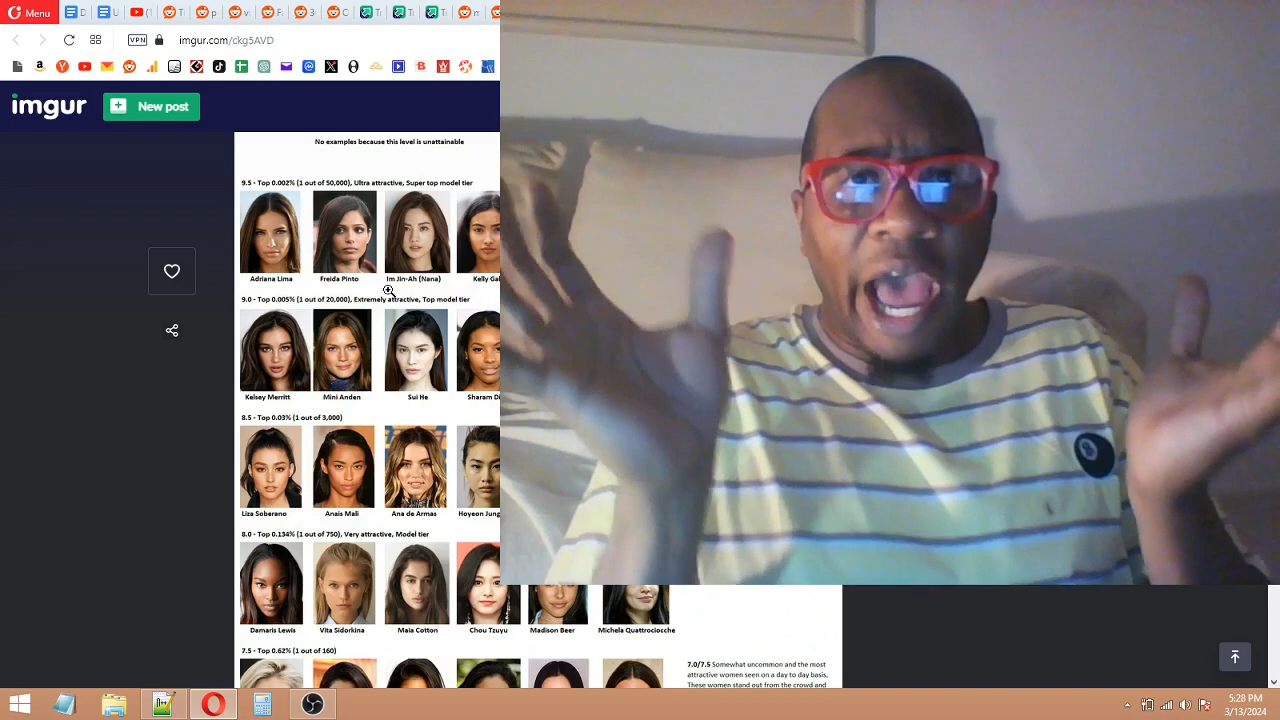 Menu
imgur.com/ckg5AVD
VPN
imgur
New post
No examples because this level is unattainable
9.5 - Top 0.002% (1 out of 50,000), Ultra attractive, Super top model tier
Adriana Lima Freida Pinto Im Jin-Ah (Nana) Kelly Gal
9.0 - Top 0.005% (1 out of 20,000), Extremely attractive, Top model tier
Kelsey Merritt Mini Anden Sui He Sharam Di
8.5 - Top 0.03% (1 out of 3,000)
Liza Soberano Anais Mali Ana de Armas Hoyeon Jung
8.0 - Top 0.134% (1 out of 750), Very attractive, Model tier
Damaris Lewis Vita Sidorkina Maia Cotton Chou Tzuyu Madison Beer Michela Quattrociocche
7.5 - Top 0.62% (1 out of 160)
7.0/7.5 Somewhat uncommon and the most
attractive women seen on a day to day basis.
These women stand out from the crowd and
5:28 PM
3/13/2024